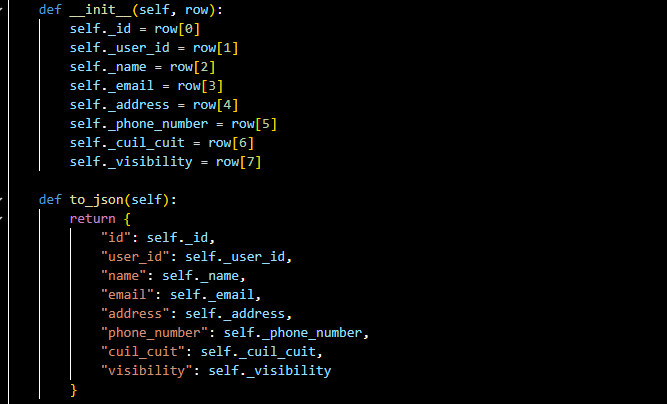 def __init__(self, row):
    self._id = row[0]
    self._user_id = row[1]
    self._name = row[2]
    self._email = row[3]
    self._address = row[4]
    self._phone_number = row[5]
    self._cuil_cuit = row[6]
    self._visibility = row[7]

def to_json(self):
    return {
        "id": self._id,
        "user_id": self._user_id,
        "name": self._name,
        "email": self._email,
        "address": self._address,
        "phone_number": self._phone_number,
        "cuil_cuit": self._cuil_cuit,
        "visibility": self._visibility
    }